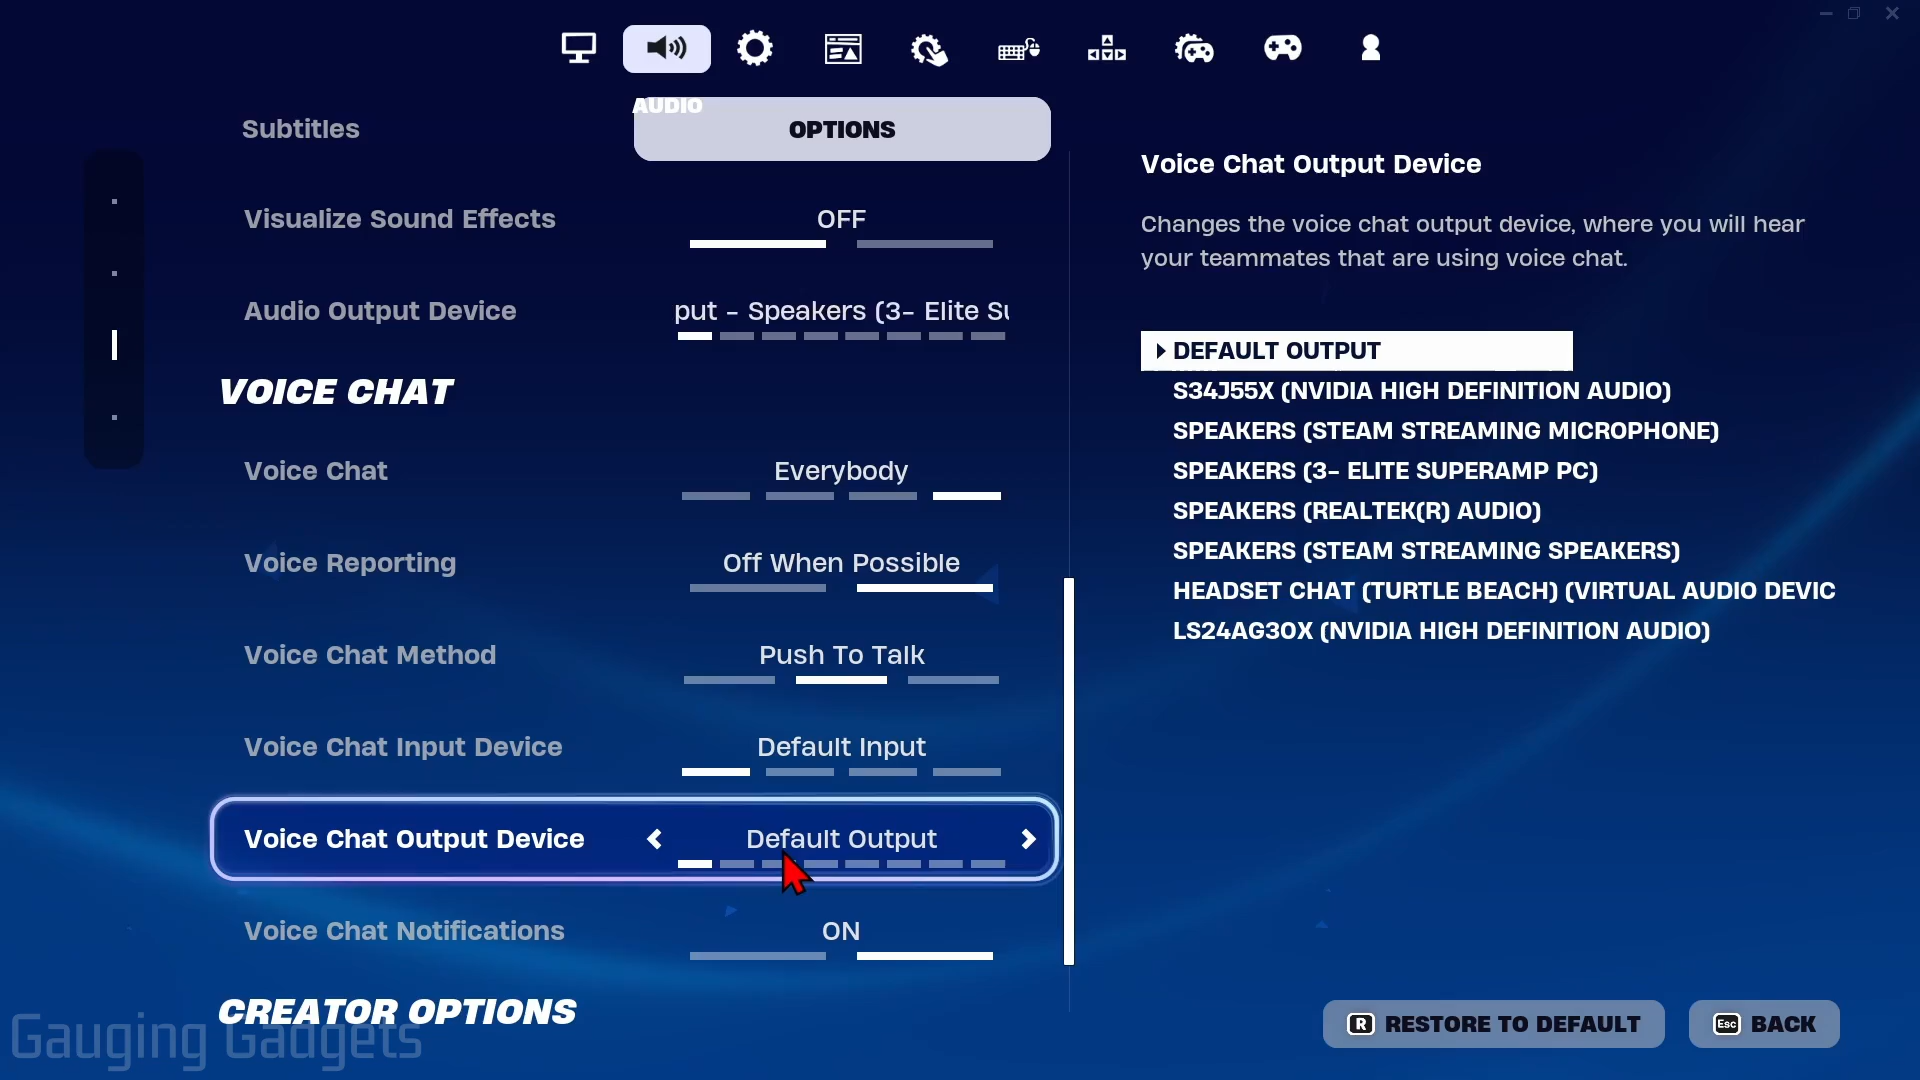 AUDIO
Subtitles
OPTIONS
Visualize Sound Effects
OFF
Audio Output Device
put - Speakers (3- Elite Su
VOICE CHAT
Voice Chat
Everybody
Voice Reporting
Off When Possible
Voice Chat Method
Push To Talk
Voice Chat Input Device
Default Input
Voice Chat Output Device
Default Output
Voice Chat Notifications
ON
CREATOR OPTIONS
Gauging Gadgets
Voice Chat Output Device
Changes the voice chat output device, where you will hear
your teammates that are using voice chat.
DEFAULT OUTPUT
S34J55X (NVIDIA HIGH DEFINITION AUDIO)
SPEAKERS (STEAM STREAMING MICROPHONE)
SPEAKERS (3- ELITE SUPERAMP PC)
SPEAKERS (REALTEK(R) AUDIO)
SPEAKERS (STEAM STREAMING SPEAKERS)
HEADSET CHAT (TURTLE BEACH) (VIRTUAL AUDIO DEVIC
LS24AG30X (NVIDIA HIGH DEFINITION AUDIO)
R RESTORE TO DEFAULT
Esc BACK